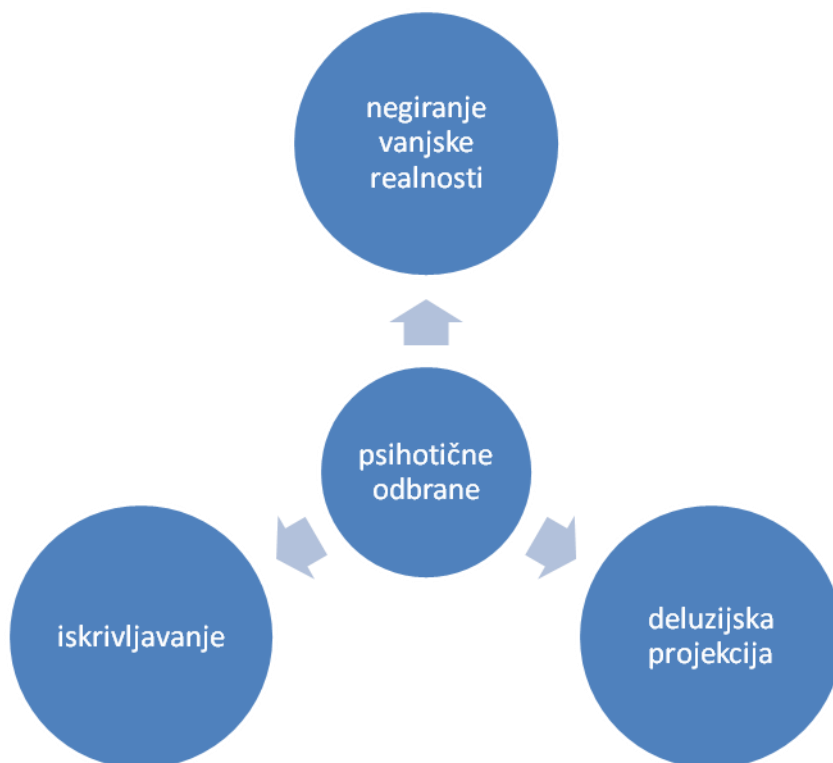 negiranje
vanjske
realnosti
psihotične
odbrane
iskrivljavanje
deluzijska
projekcija